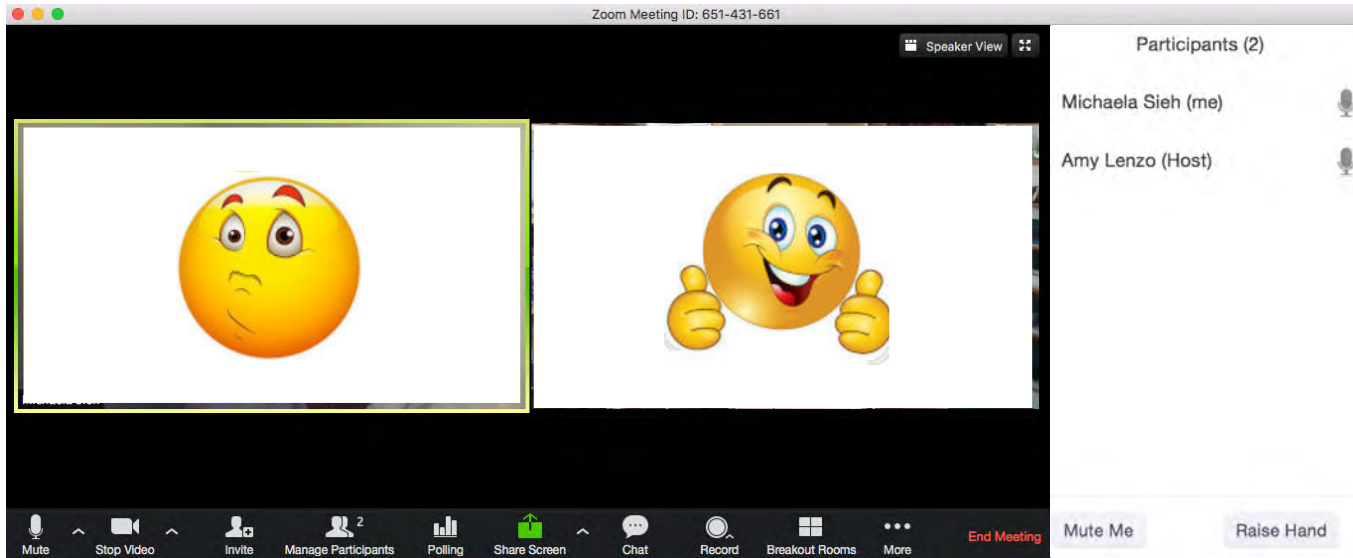 Zoom Meeting ID: 651-431-661
Speaker View
Participants (2)
Michaela Sieh (me)
Amy Lenzo (Host)
Mute
Stop Video
Invite
2
Manage Participants
Polling
Share Screen
Chat
Record
Breakout Rooms
More
End Meeting
Mute Me
Raise Hand